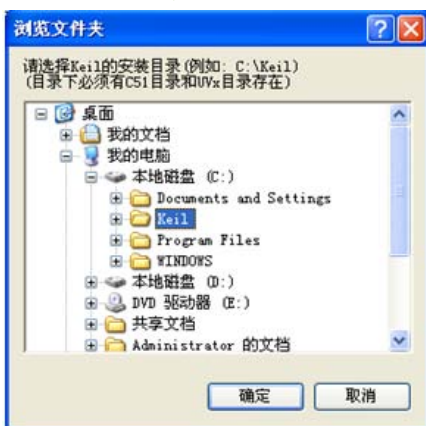 浏览文件夹
请选择Keil的安装目录(例如: C:\Keil)
(目录下必须有C51目录和UVx目录存在)
桌面
我的文档
我的电脑
本地磁盘 (C:)
Documents and Settings
Keil
Program Files
WINDOWS
本地磁盘 (D:)
DVD 驱动器 (E:)
共享文档
Administrator 的文档
确定 取消